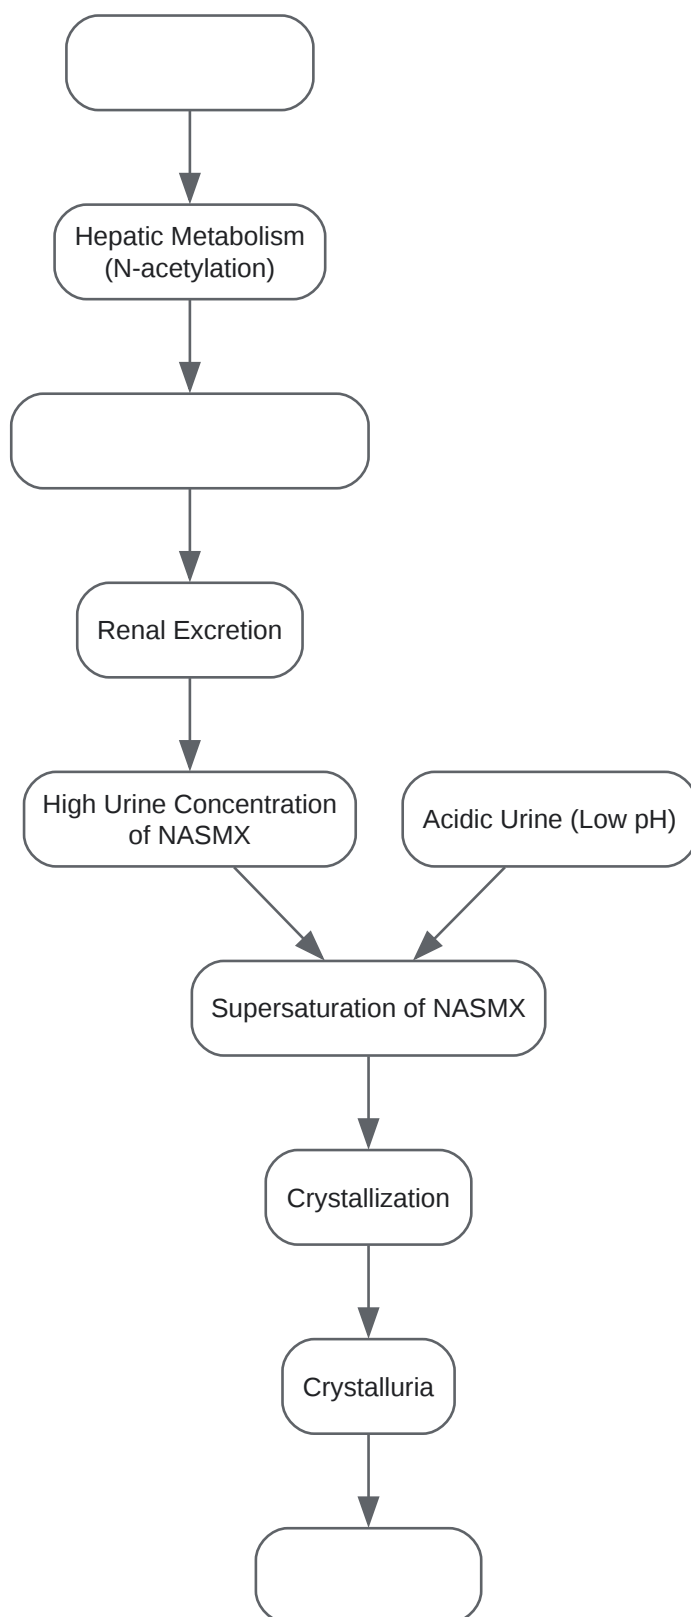 Hepatic Metabolism
(N-acetylation)
Renal Excretion
High Urine Concentration
of NASMX
Acidic Urine (Low pH)
Supersaturation of NASMX
Crystallization
Crystalluria